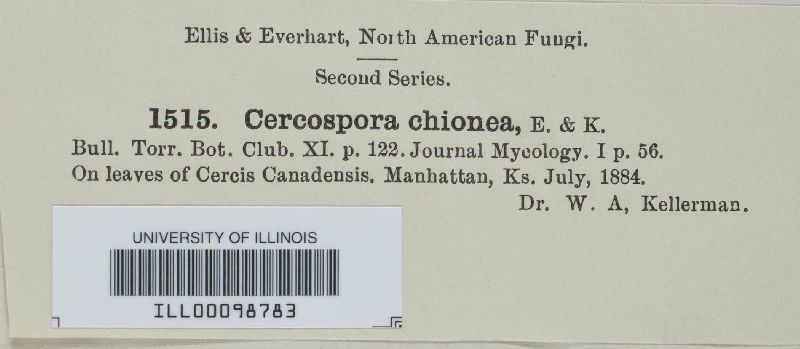 Ellis & Everhart, North American Fungi.
Second Series.
1515. Cercospora chionea, E. & K.
Bull. Torr. Bot. Club. XI. p. 122. Journal Mycology. I p. 56.
On leaves of Cercis Canadensis. Manhattan, Ks. July, 1884.
Dr. W. A, Kellerman.
UNIVERSITY OF ILLINOIS
ILL00098783